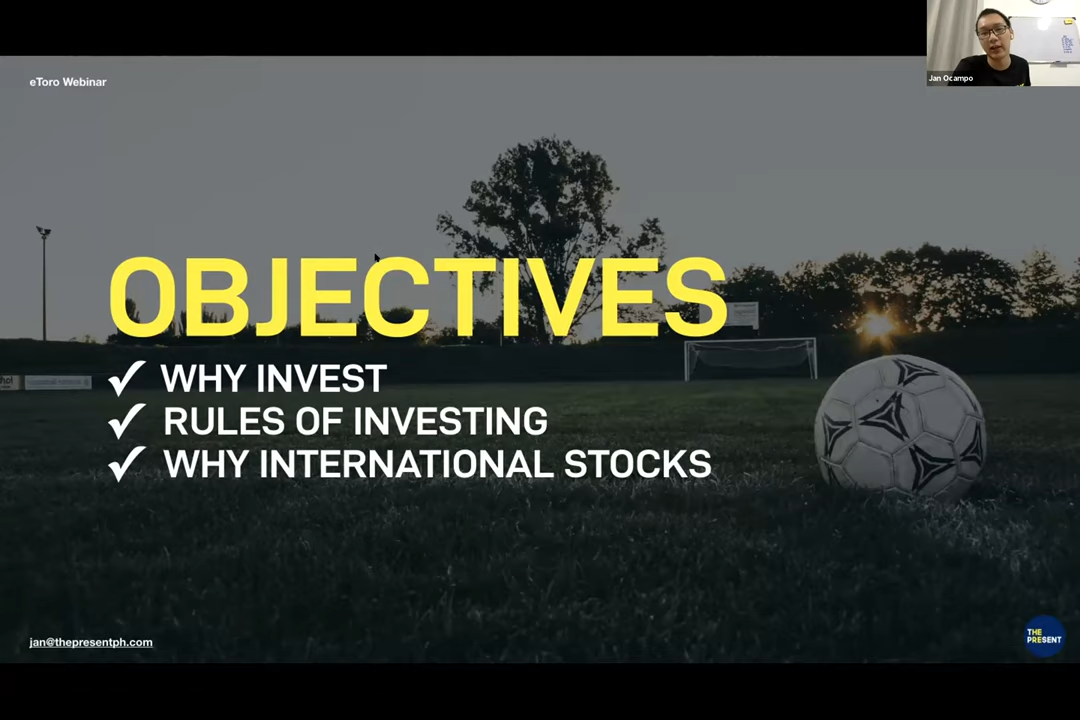 eToro Webinar
Jan Ocampo
OBJECTIVES
✓ WHY INVEST
✓ RULES OF INVESTING
✓ WHY INTERNATIONAL STOCKS
jan@thepresentph.com
THE
PRESENT